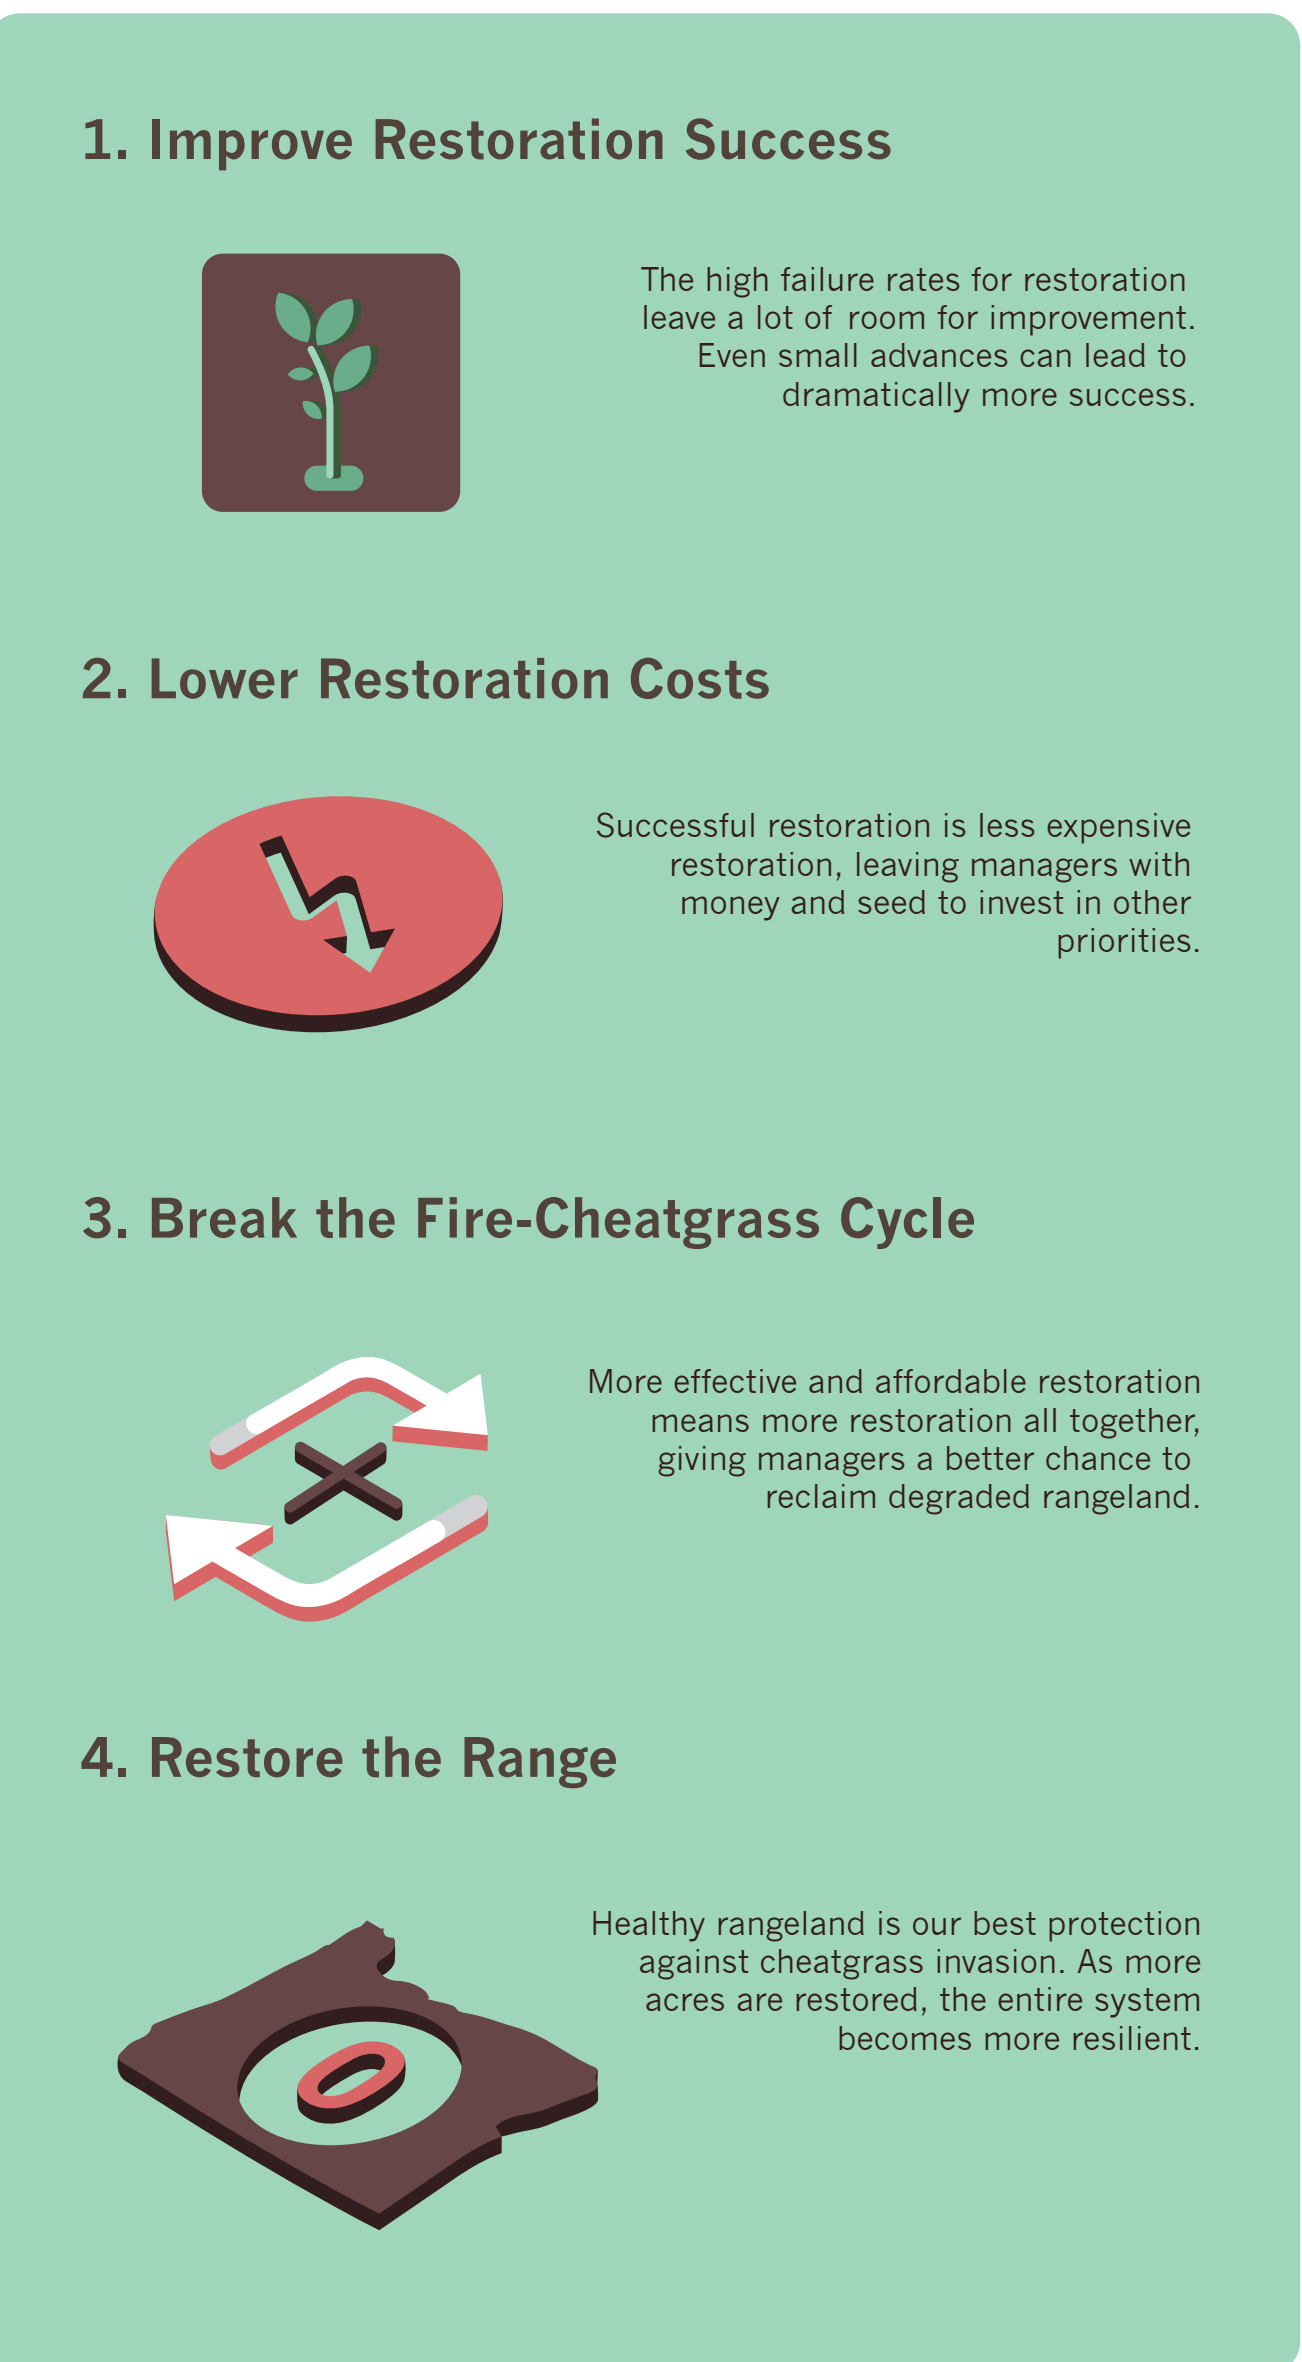 1. Improve Restoration Success
The high failure rates for restoration
leave a lot of room for improvement.
Even small advances can lead to
dramatically more success.
2. Lower Restoration Costs
Successful restoration is less expensive
restoration, leaving managers with
money and seed to invest in other
priorities.
3. Break the Fire-Cheatgrass Cycle
More effective and affordable restoration
means more restoration all together,
giving managers a better chance to
reclaim degraded rangeland.
4. Restore the Range
Healthy rangeland is our best protection
against cheatgrass invasion. As more
acres are restored, the entire system
becomes more resilient.
0